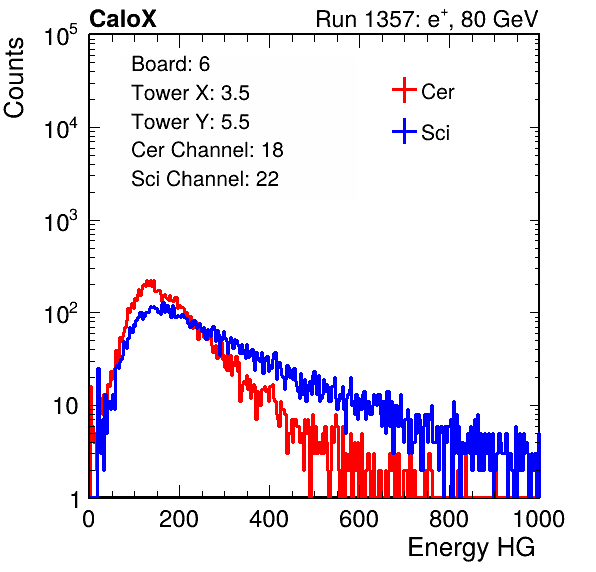 CaloX Run 1357: e⁺, 80 GeV
Counts
10⁵
10⁴
10³
10²
10
1
Board: 6
Tower X: 3.5
Tower Y: 5.5
Cer Channel: 18
Sci Channel: 22
Cer
Sci
0 200 400 600 800 1000
Energy HG